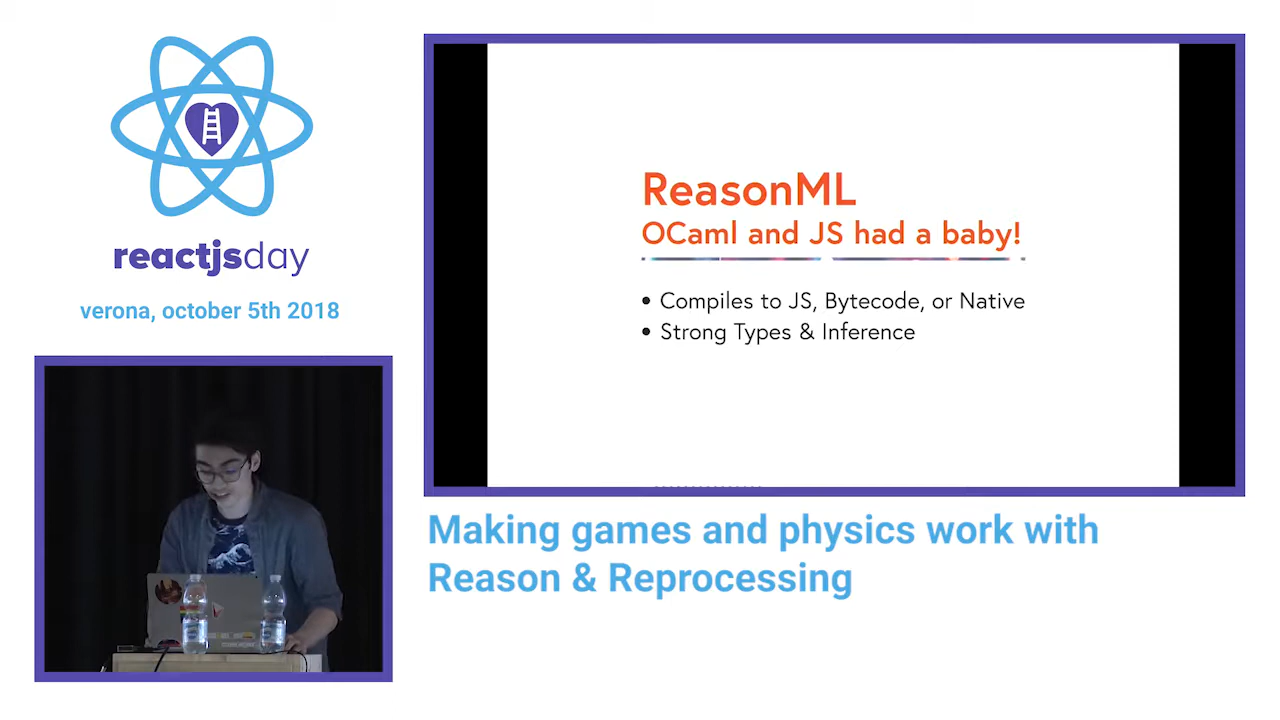 reactjsday
verona, october 5th 2018
ReasonML
OCaml and JS had a baby!
• Compiles to JS, Bytecode, or Native
• Strong Types & Inference
Making games and physics work with
Reason & Reprocessing